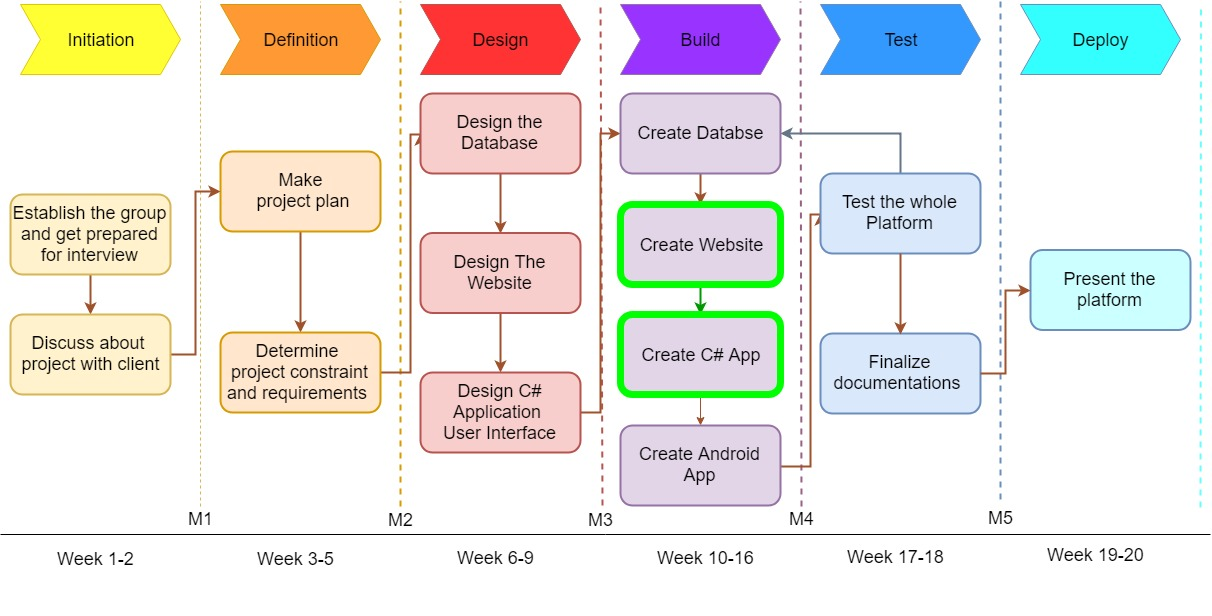 Initiation
Definition
Design
Build
Test
Deploy
Establish the group
and get prepared
for interview
Discuss about
project with client
Make
project plan
Determine
project constraint
and requirements
Design the
Database
Design The
Website
Design C#
Application
User Interface
Create Databse
Create Website
Create C# App
Create Android
App
Test the whole
Platform
Finalize
documentations
Present the
platform
M1
M2
M3
M4
M5
Week 1-2
Week 3-5
Week 6-9
Week 10-16
Week 17-18
Week 19-20